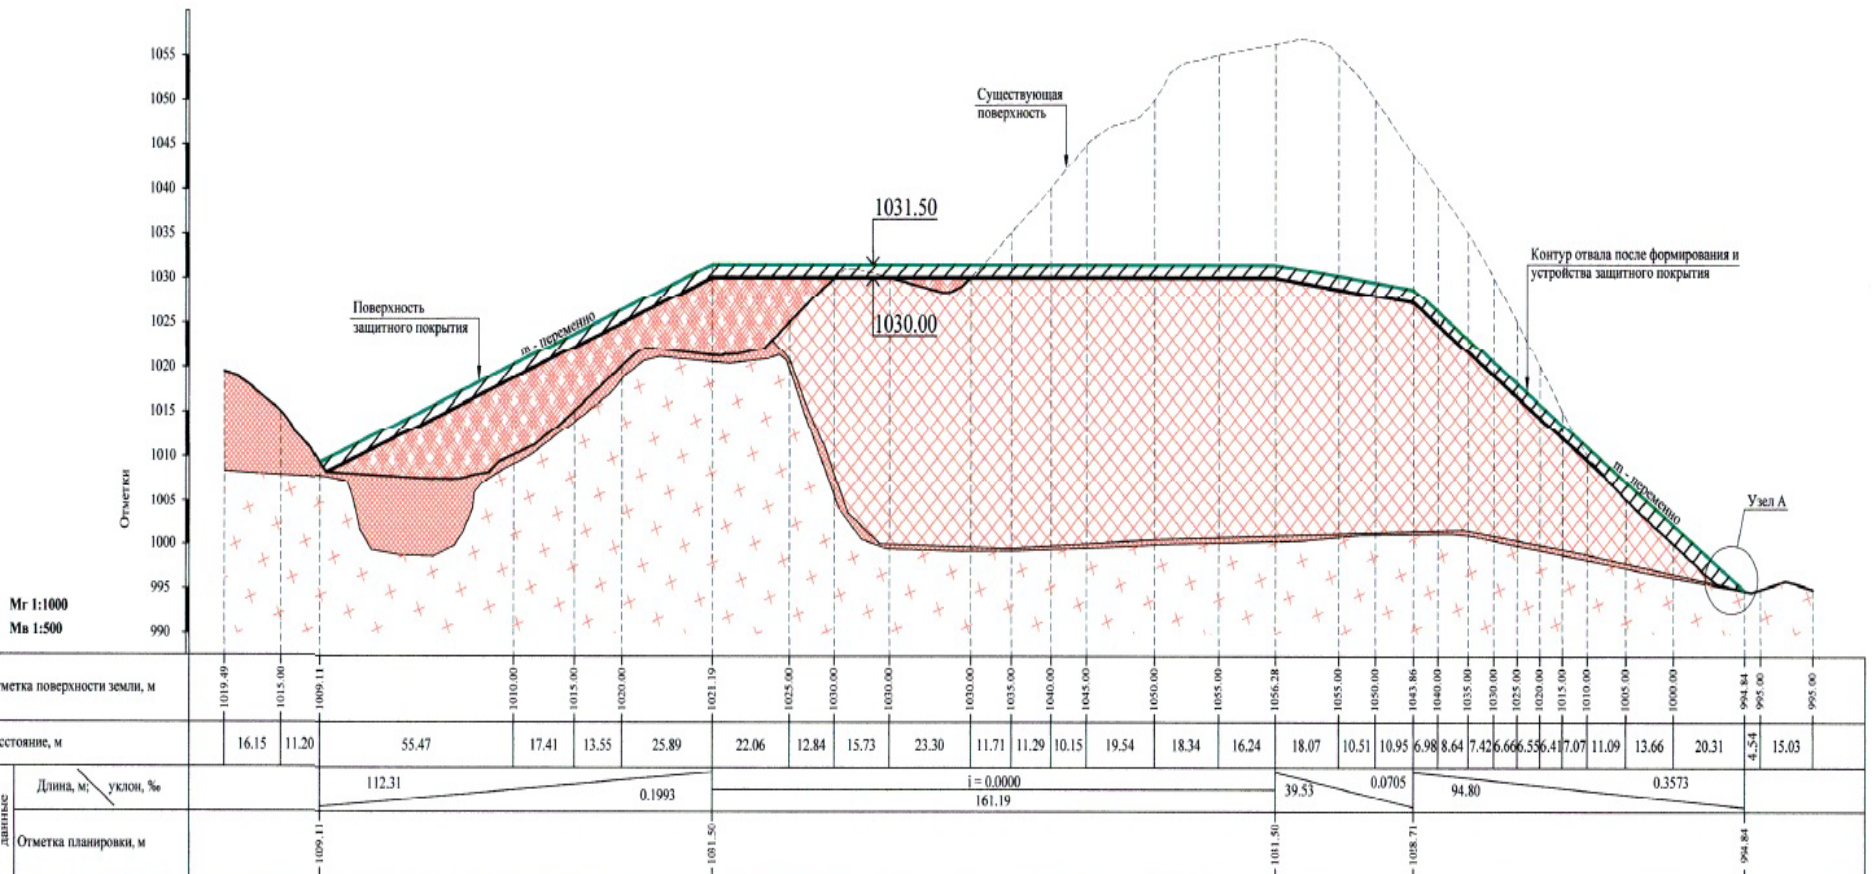 1055
1050
1045
1040
1035
1030
1025
1020
1015
1010
1005
1000
995
990
Отметки
Мг 1:1000
Мв 1:500
Существующая
поверхность
1031.50
1030.00
Контур отвала после формирования и
устройства защитного покрытия
Поверхность
защитного покрытия
m - переменно
m - переменно
Узел А
метка поверхности земли, м
1019.49 1015.00 1009.11 1010.00 1015.00 1020.00 1021.19 1025.00 1030.00 1030.00 1030.00 1035.00 1040.00 1045.00 1050.00 1055.00 1056.28 1055.00 1050.00 1043.86 1040.00 1035.00 1030.00 1025.00 1020.00 1015.00 1010.00 1005.00 1000.00 994.84 995.00 995.00
сстояние, м
16.15 11.20 55.47 17.41 13.55 25.89 22.06 12.84 15.73 23.30 11.71 11.29 10.15 19.54 18.34 16.24 18.07 10.51 10.95 6.98 8.64 7.42 6.66 6.55 6.41 7.07 11.09 13.66 20.31 4.54 15.03
данные
Длина, м; уклон, ‰
112.31 0.1993
i = 0.0000
161.19
39.53 0.0705
94.80 0.3573
Отметка планировки, м
1009.11 1031.50 1031.50 1028.71 994.84